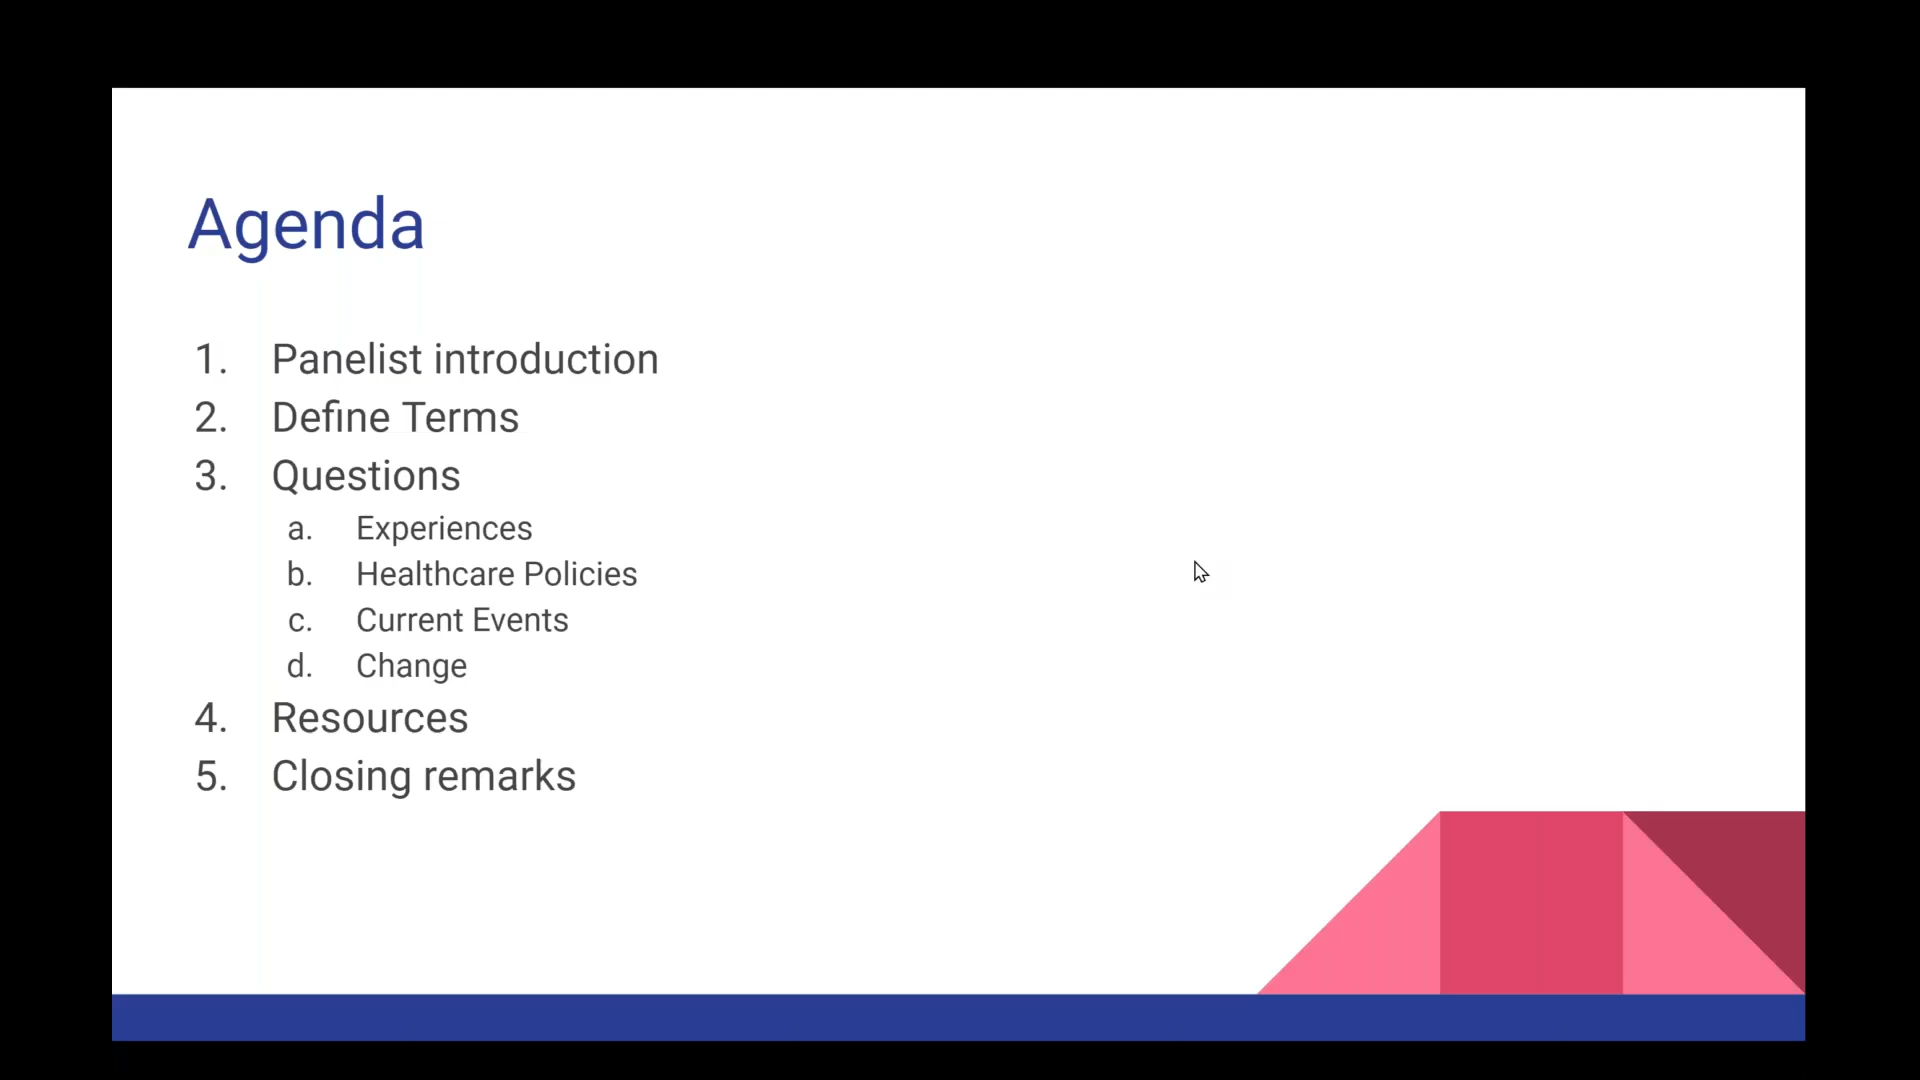 Agenda
1. Panelist introduction
2. Define Terms
3. Questions
a. Experiences
b. Healthcare Policies
c. Current Events
d. Change
4. Resources
5. Closing remarks